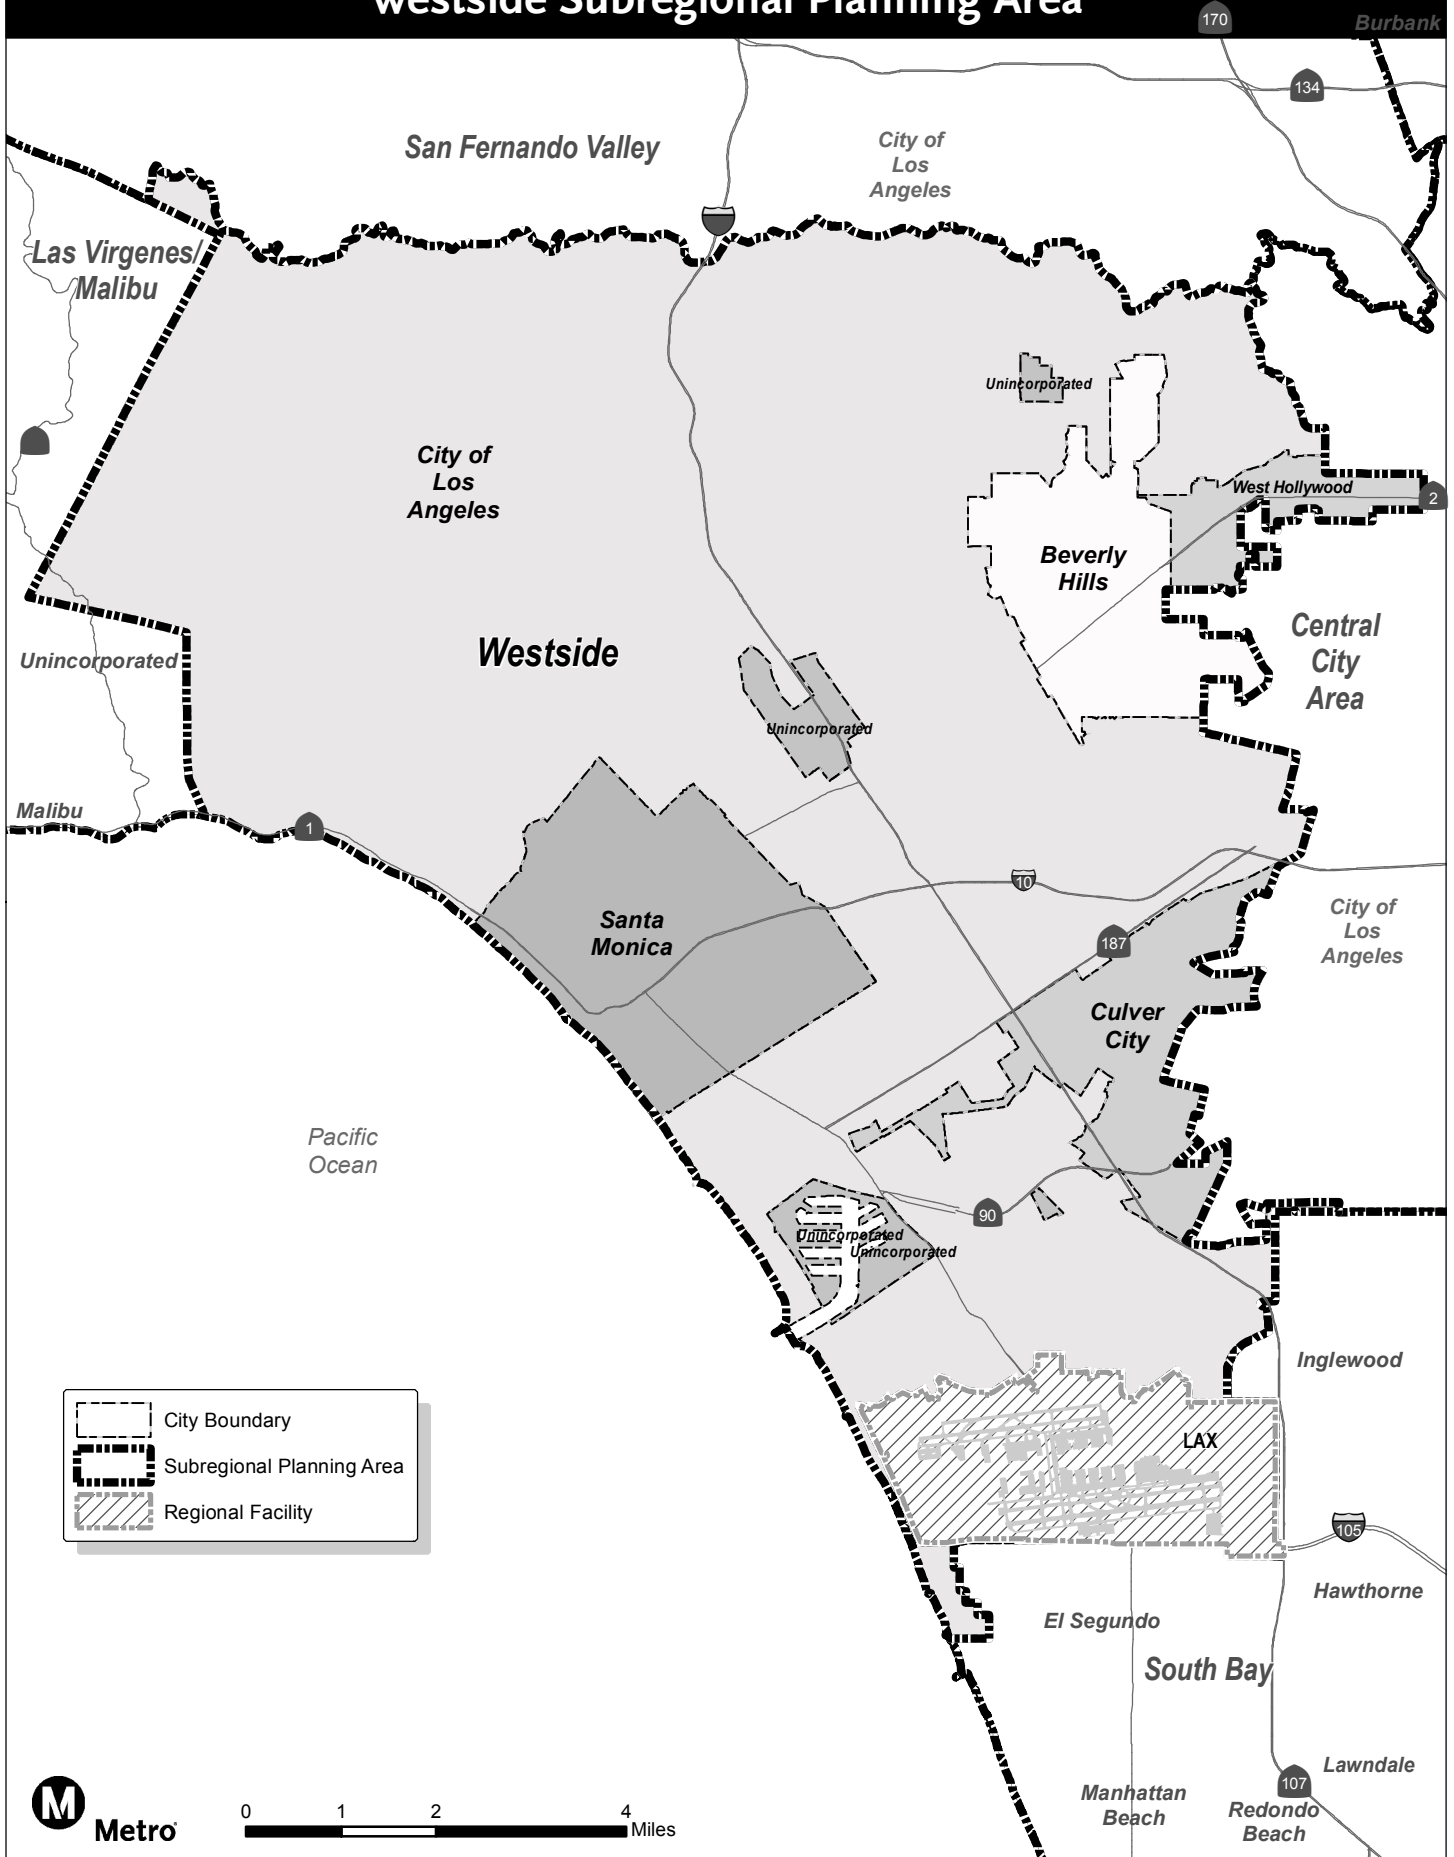 Westside Subregional Planning Area
170
Burbank
134
San Fernando Valley
City of
Los
Angeles
Las Virgenes/
Malibu
Unincorporated
City of
Los
Angeles
West Hollywood
2
Beverly
Hills
Central
City
Area
Westside
Unincorporated
Unincorporated
Malibu
1
10
Santa
Monica
187
City of
Los
Angeles
Culver
City
Pacific
Ocean
90
Unincorporated
Unincorporated
Inglewood
LAX
City Boundary
Subregional Planning Area
Regional Facility
105
Hawthorne
El Segundo
South Bay
Lawndale
107
Manhattan
Beach
Redondo
Beach
M
Metro
0 1 2 4
Miles